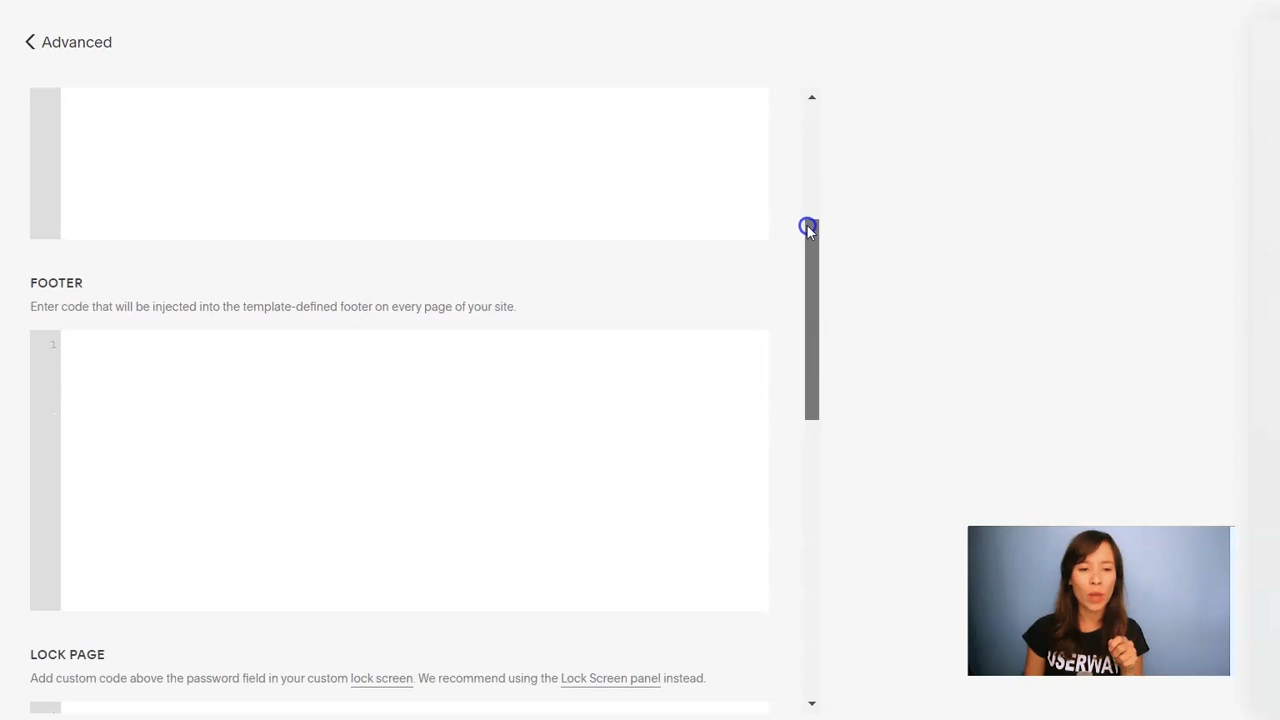 Advanced
FOOTER
Enter code that will be injected into the template-defined footer on every page of your site.
1
LOCK PAGE
Add custom code above the password field in your custom lock screen. We recommend using the Lock Screen panel instead.
USERWAY